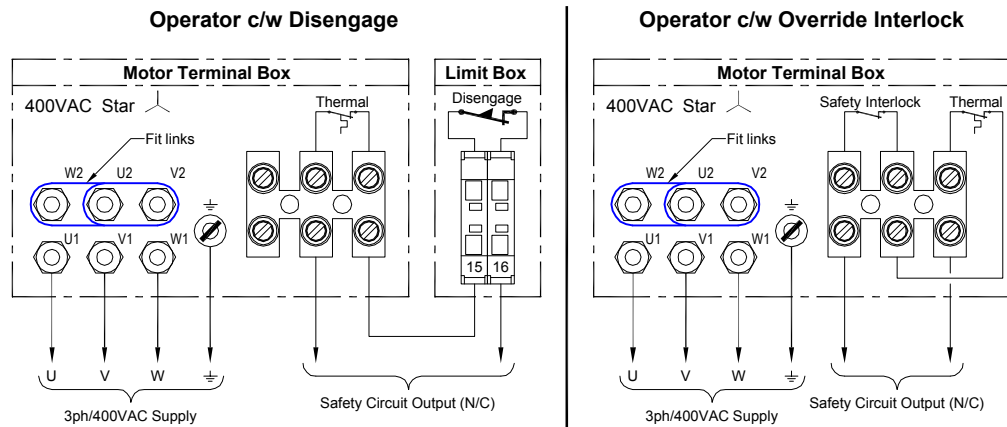 Operator c/w Disengage
Motor Terminal Box
Limit Box
400VAC Star
Thermal
Disengage
Fit links
W2 U2 V2
U1 V1 W1
15 16
U V W
3ph/400VAC Supply
Safety Circuit Output (N/C)
Operator c/w Override Interlock
Motor Terminal Box
400VAC Star
Safety Interlock
Thermal
Fit links
W2 U2 V2
U1 V1 W1
U V W
3ph/400VAC Supply
Safety Circuit Output (N/C)